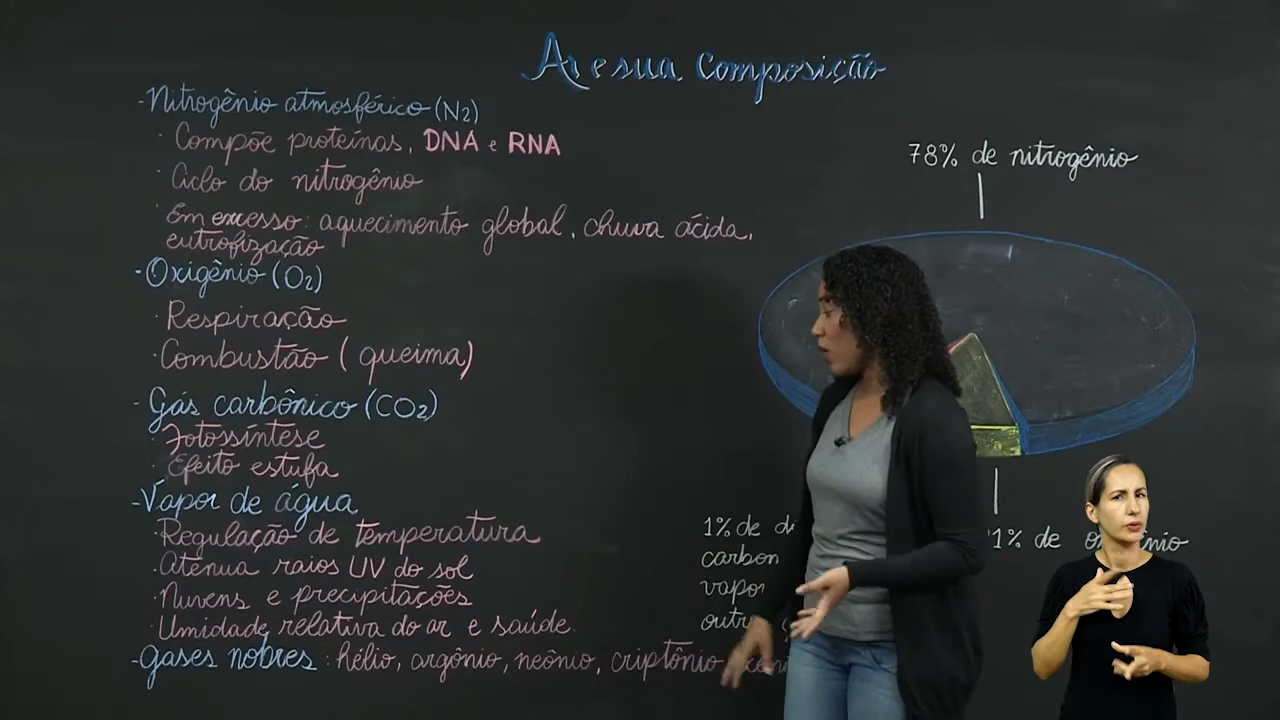 Ar e sua composição
-Nitrogênio atmosférico (N2)
· Compõe proteínas, DNA e RNA
· Ciclo do nitrogênio
· Em excesso: aquecimento global, chuva ácida,
eutrofização
-Oxigênio (O2)
· Respiração
· Combustão (queima)
- Gás carbônico (CO2)
· Fotossíntese
· Efeito estufa
-Vapor de água
· Regulação de temperatura
· Atenua raios UV do sol
· Nuvens e precipitações
· Umidade relativa do ar e saúde.
-Gases nobres: hélio, argônio, neônio, criptônio
78% de nitrogênio
1% de
carbon
vapor
1% de